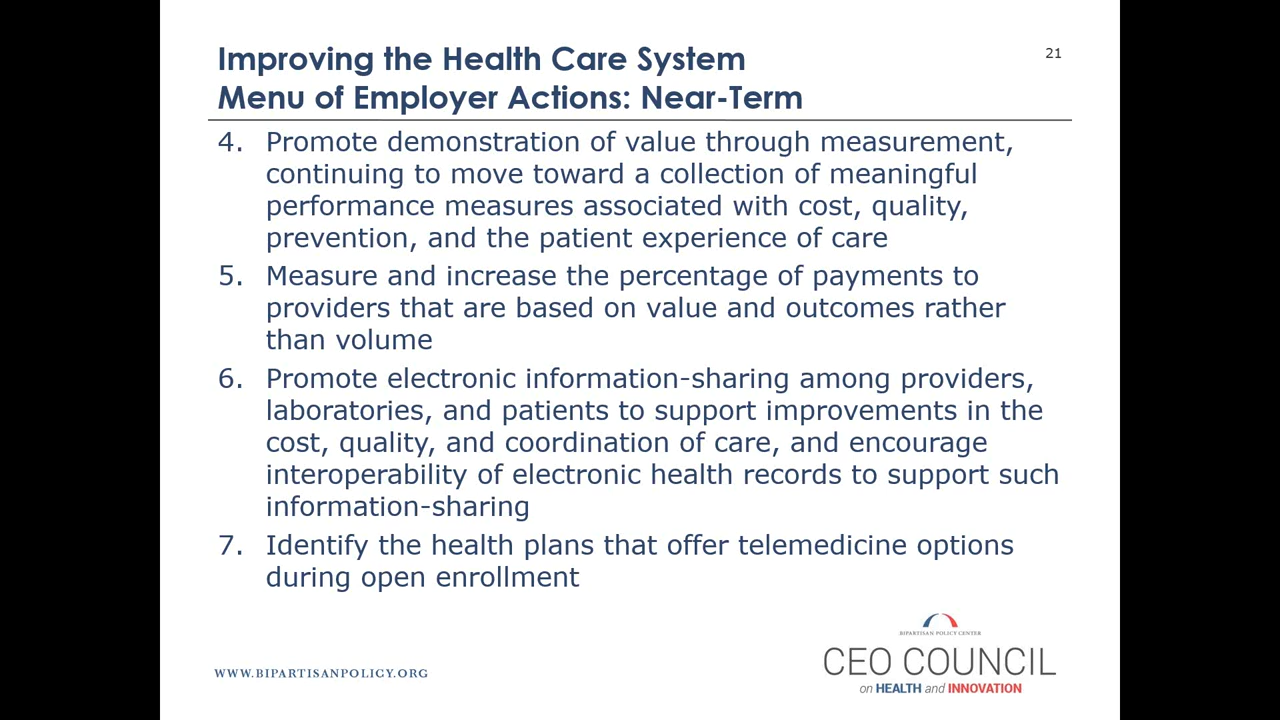 Improving the Health Care System
21
Menu of Employer Actions: Near-Term
4. Promote demonstration of value through measurement,
continuing to move toward a collection of meaningful
performance measures associated with cost, quality,
prevention, and the patient experience of care
5. Measure and increase the percentage of payments to
providers that are based on value and outcomes rather
than volume
6. Promote electronic information-sharing among providers,
laboratories, and patients to support improvements in the
cost, quality, and coordination of care, and encourage
interoperability of electronic health records to support such
information-sharing
7. Identify the health plans that offer telemedicine options
during open enrollment
BIPARTISAN POLICY CENTER
CEO COUNCIL
on HEALTH and INNOVATION
WWW.BIPARTISANPOLICY.ORG